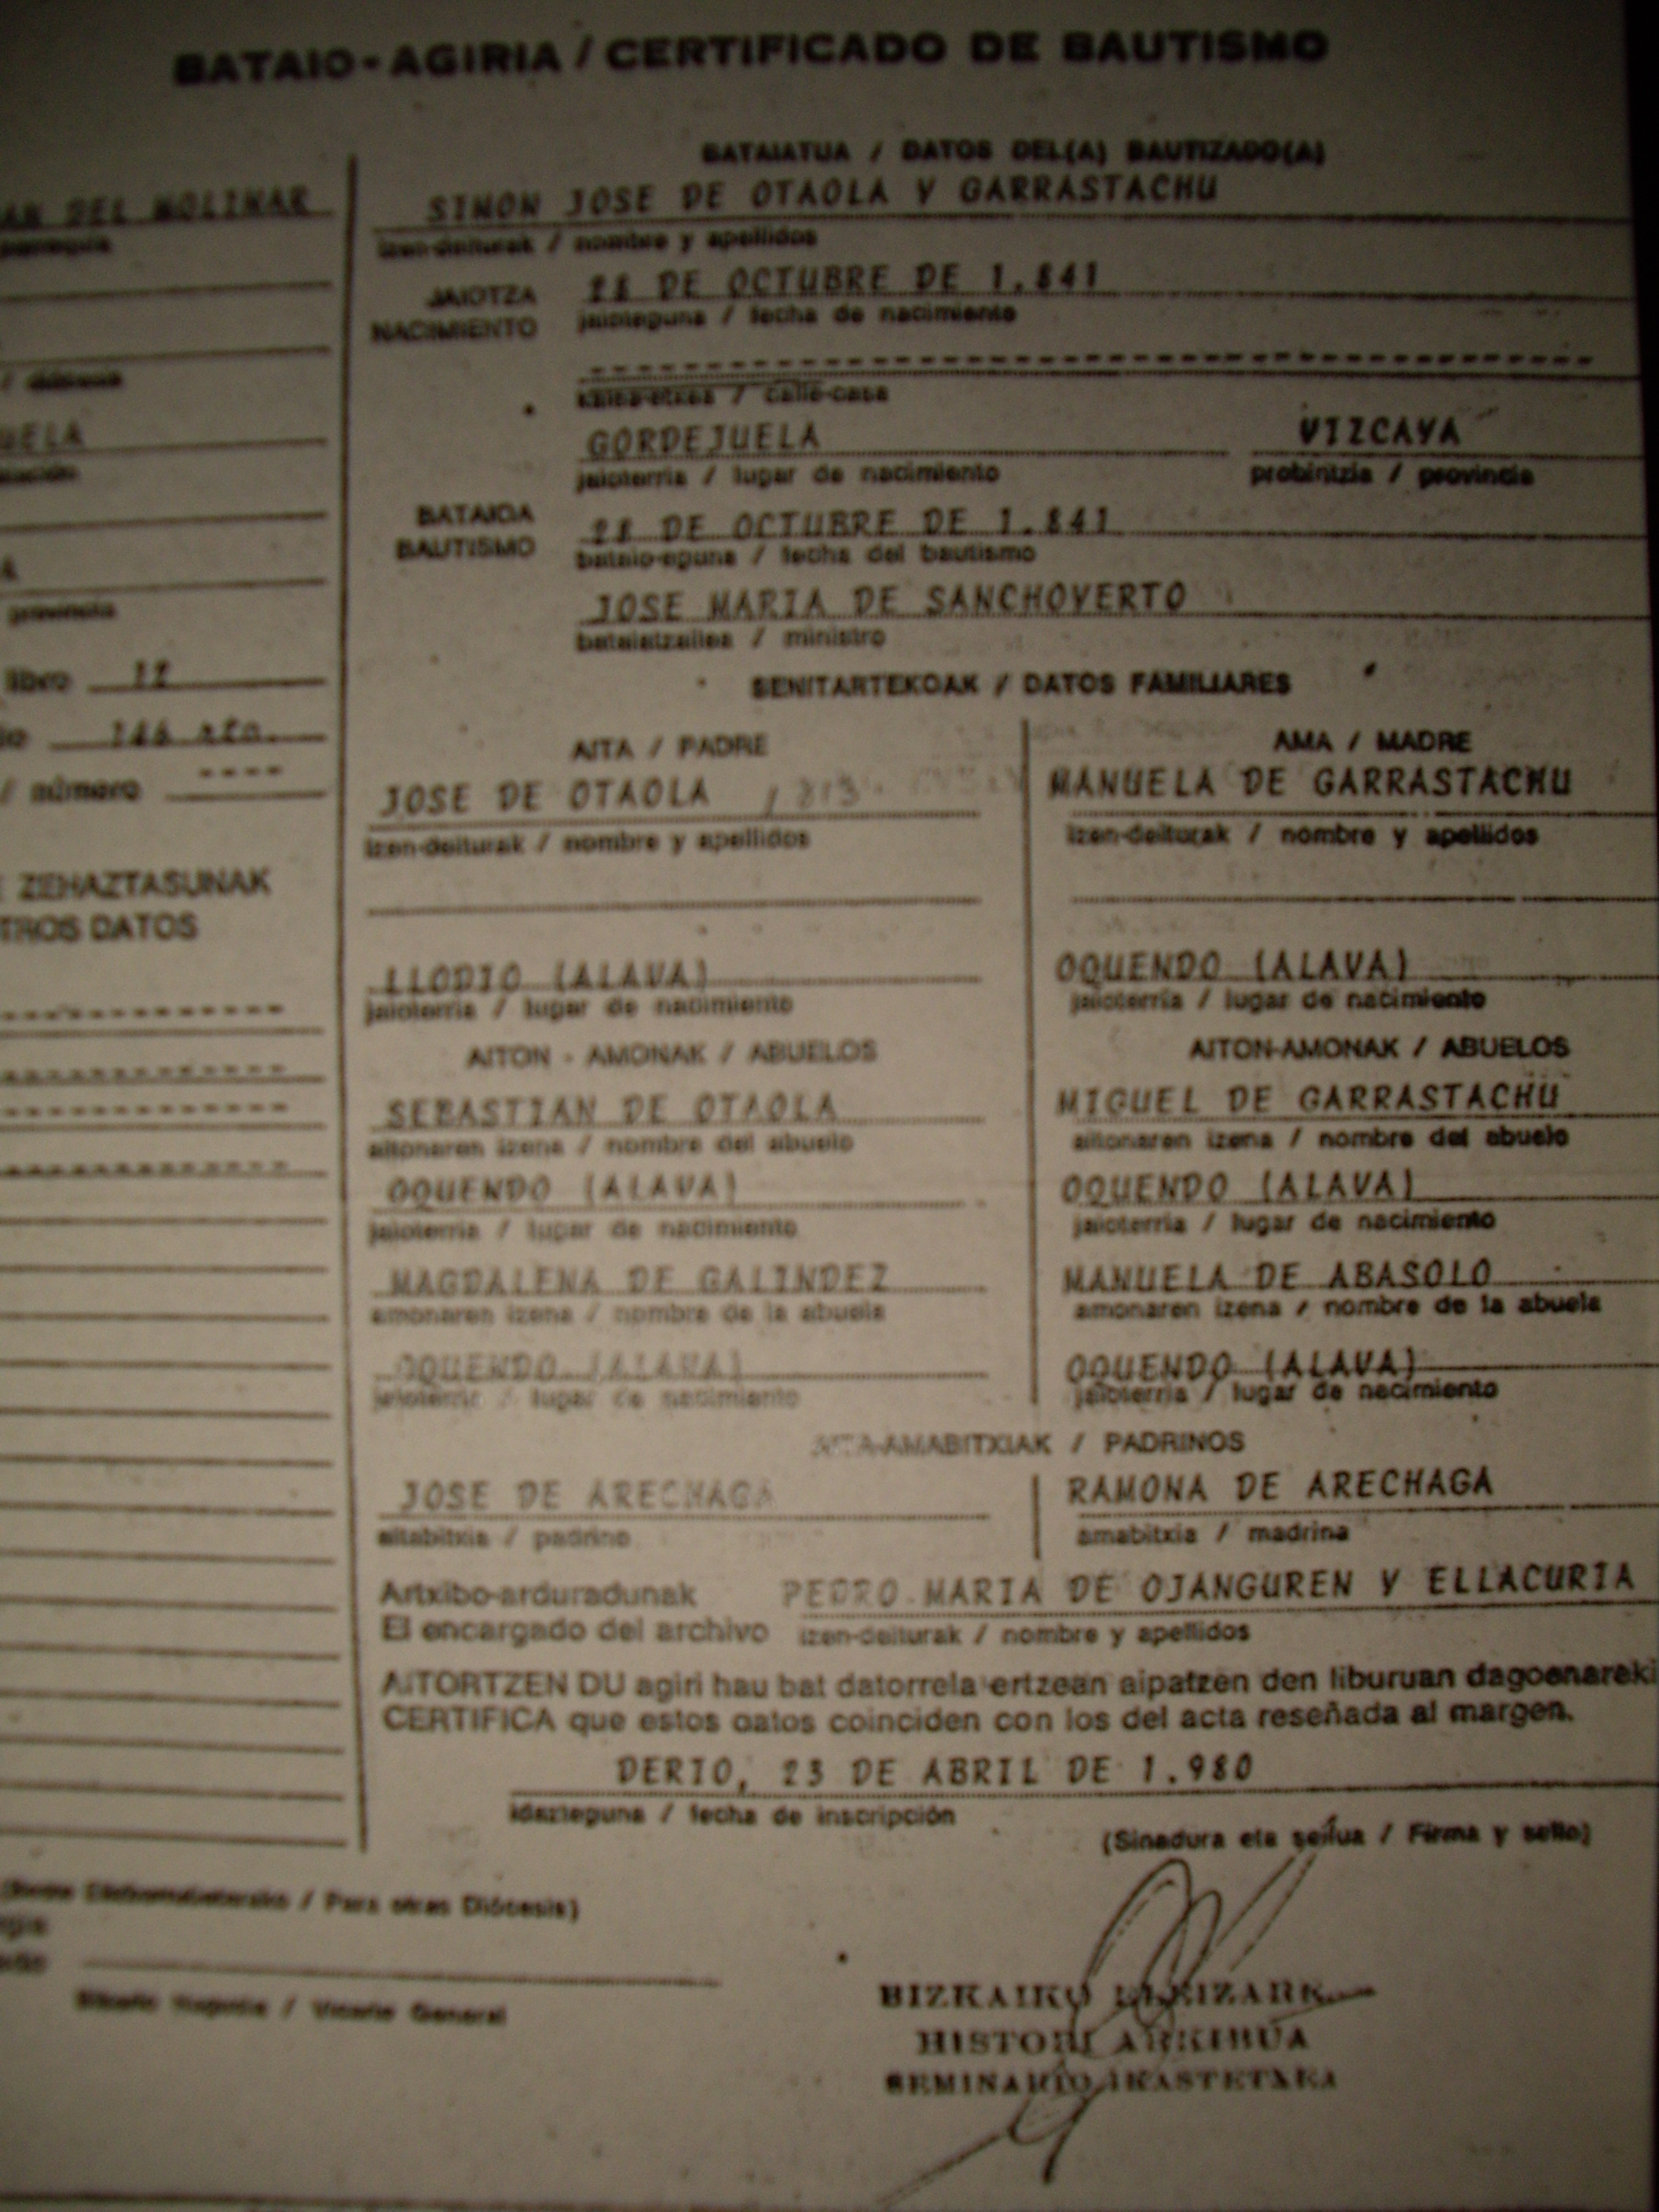 BATAIO-AGIRIA / CERTIFICADO DE BAUTISMO
DEL MOLINAR
UELA
provincia
libro 12
146 rto.
/ número ----
ZEHAZTASUNAK
TROS DATOS
BATAIATUA / DATOS DEL(A) BAUTIZADO(A)
SIMON JOSE DE OTAOLA Y GARRASTACHU
izen-deiturak / nombre y apellidos
JAIOTZA
NACIMIENTO
28 DE OCTUBRE DE 1.841
jaioteguna / fecha de nacimiento
kalea-etxea / calle-casa
GORDEJUELA VIZCAYA
jaioterria / lugar de nacimiento probintzia / provincia
BATAIOA
BAUTISMO
28 DE OCTUBRE DE 1.841
bataio-eguna / fecha del bautismo
JOSE MARIA DE SANCHOYERTO
bataiatzailea / ministro
SENITARTEKOAK / DATOS FAMILIARES
AITA / PADRE AMA / MADRE
JOSE DE OTAOLA MANUELA DE GARRASTACHU
izen-deiturak / nombre y apellidos izen-deiturak / nombre y apellidos
LLODIO (ALAVA) OQUENDO (ALAVA)
jaioterria / lugar de nacimiento jaioterria / lugar de nacimiento
AITON - AMONAK / ABUELOS AITON-AMONAK / ABUELOS
SEBASTIAN DE OTAOLA MIGUEL DE GARRASTACHU
aitonaren izena / nombre del abuelo aitonaren izena / nombre del abuelo
OQUENDO (ALAVA) OQUENDO (ALAVA)
jaioterria / lugar de nacimiento jaioterria / lugar de nacimiento
MAGDALENA DE GALINDEZ MANUELA DE ABASOLO
amonaren izena / nombre de la abuela amonaren izena / nombre de la abuela
OQUENDO (ALAVA) OQUENDO (ALAVA)
jaioterria / lugar de nacimiento jaioterria / lugar de nacimiento
AITA-AMABITXIAK / PADRINOS
JOSE DE ARECHAGA RAMONA DE ARECHAGA
aitabitxia / padrino amabitxia / madrina
Artxibo-arduradunak PEDRO MARIA DE OJANGUREN Y ELLACURIA
El encargado del archivo izen-deiturak / nombre y apellidos
AITORTZEN DU agiri hau bat datorrela ertzean aipatzen den liburuan dagoenareki
CERTIFICA que estos datos coinciden con los del acta reseñada al margen.
DERIO, 23 DE ABRIL DE 1.980
idazteguna / fecha de inscripción
(Sinadura eta seilua / Firma y sello)
/ Para otras Diócesis)
/ Vicario General
BIZKAIKO ELEIZARK
HISTORI ARKIBUA
SEMINARIO IKASTETXEA